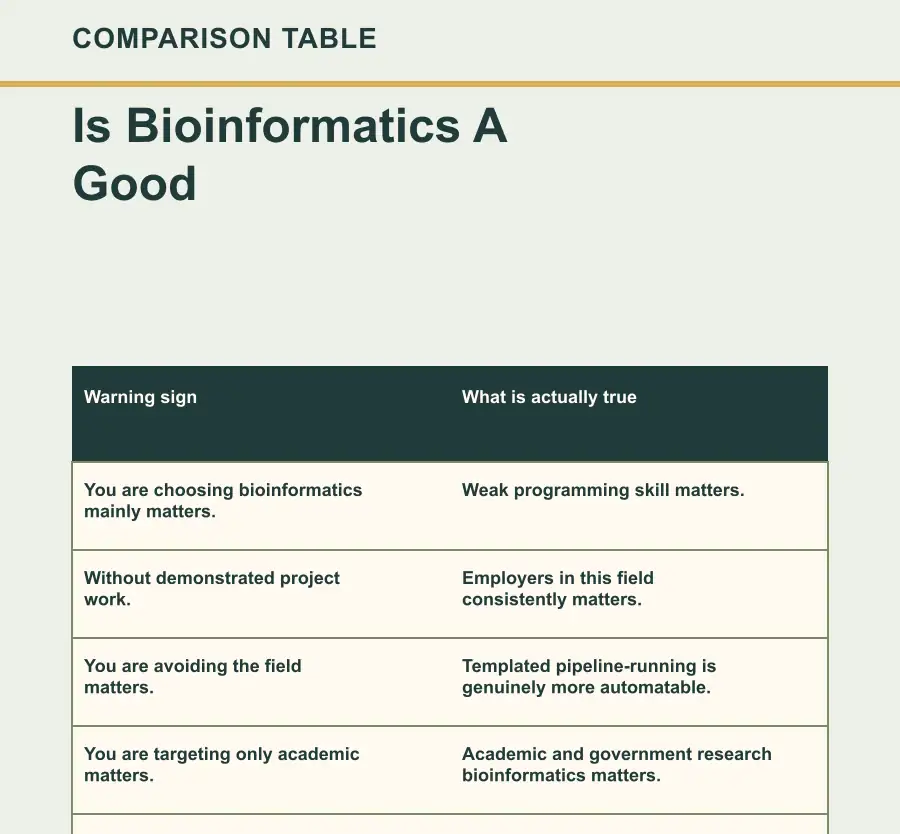 COMPARISON TABLE
Is Bioinformatics A
Good
Warning sign
What is actually true
You are choosing bioinformatics
mainly matters.
Weak programming skill matters.
Without demonstrated project
work.
Employers in this field
consistently matters.
You are avoiding the field
matters.
Templated pipeline-running is
genuinely more automatable.
You are targeting only academic
matters.
Academic and government research
bioinformatics matters.